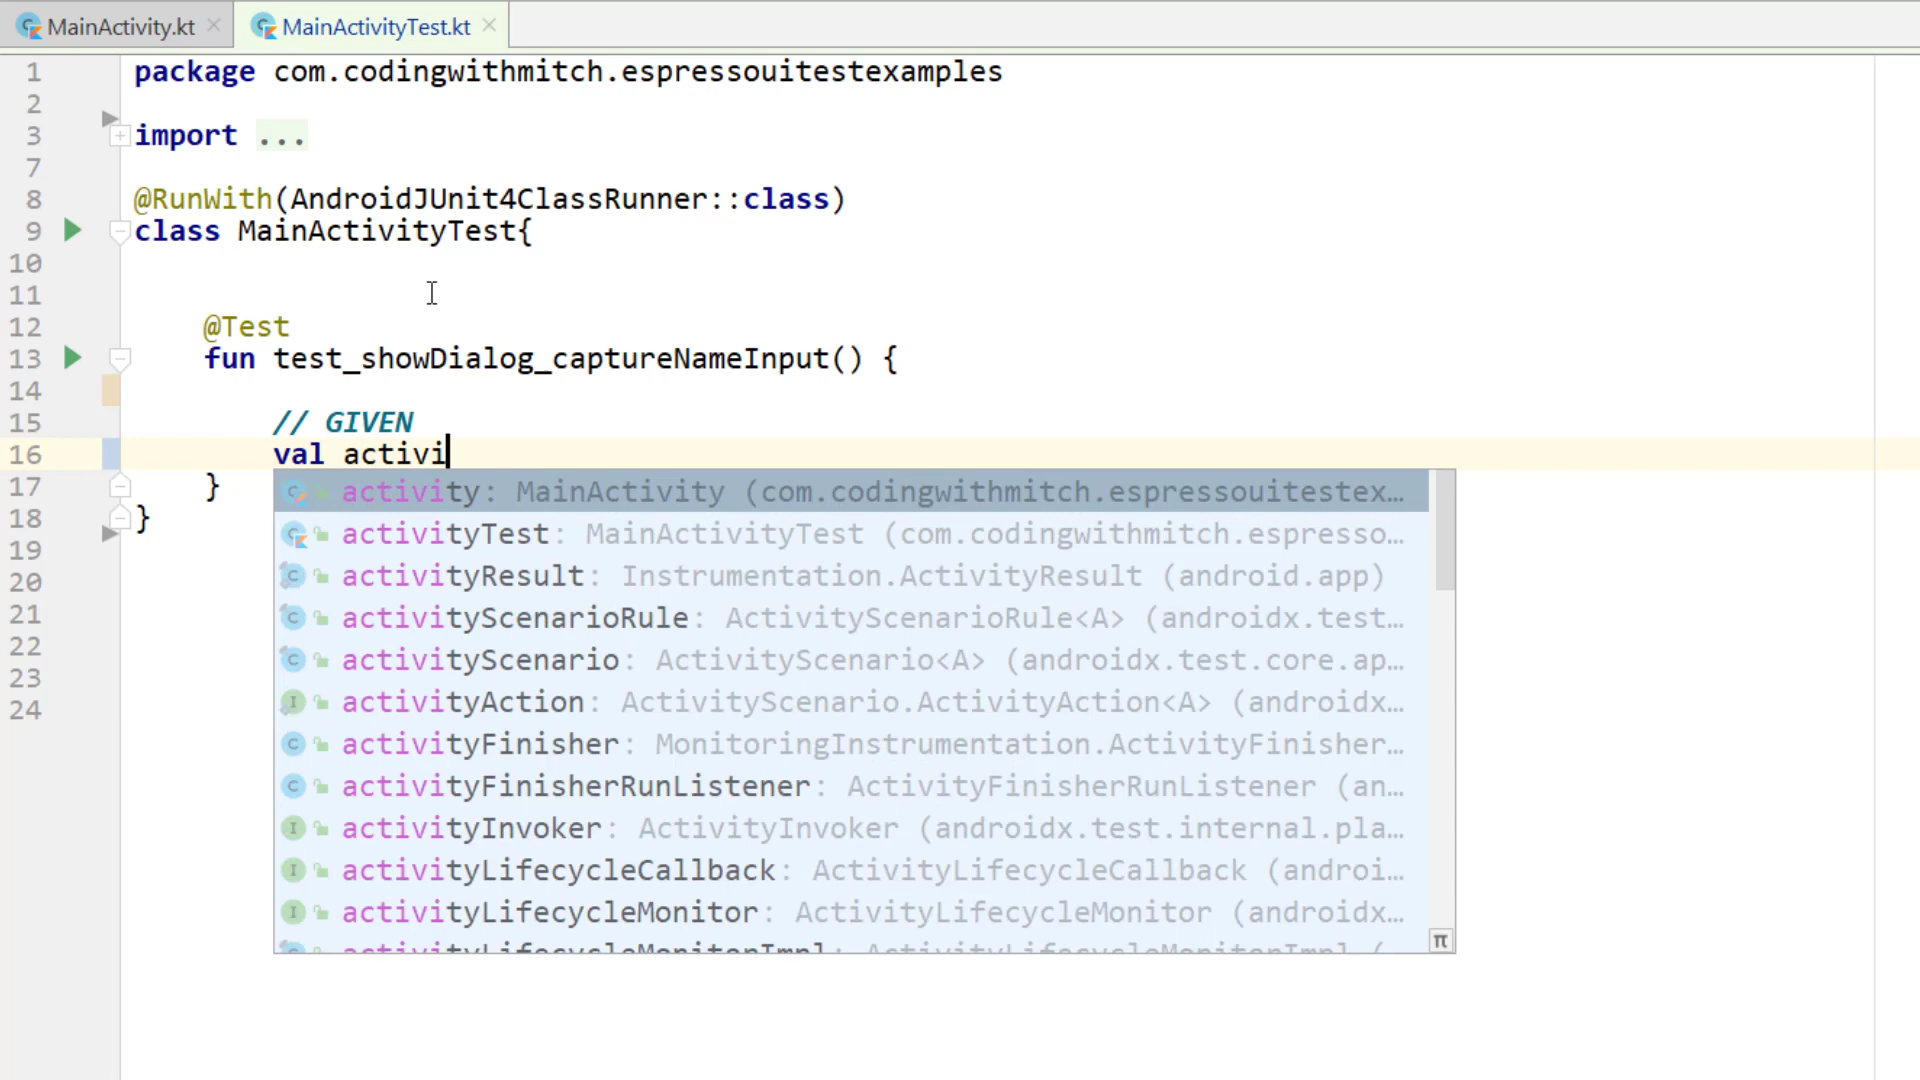 MainActivity.kt
MainActivityTest.kt
1 package com.codingwithmitch.espressouitestexamples
2
3 import ...
7
8 @RunWith(AndroidJUnit4ClassRunner::class)
9 class MainActivityTest{
10
11
12 @Test
13 fun test_showDialog_captureNameInput() {
14
15 // GIVEN
16 val activi
17 }
18 }
19
20
21
22
23
24
activity: MainActivity (com.codingwithmitch.espressouitestex…
activityTest: MainActivityTest (com.codingwithmitch.espresso…
activityResult: Instrumentation.ActivityResult (android.app)
activityScenarioRule: ActivityScenarioRule<A> (androidx.test…
activityScenario: ActivityScenario<A> (androidx.test.core.ap…
activityAction: ActivityScenario.ActivityAction<A> (androidx…
activityFinisher: MonitoringInstrumentation.ActivityFinisher…
activityFinisherRunListener: ActivityFinisherRunListener (an…
activityInvoker: ActivityInvoker (androidx.test.internal.pla…
activityLifecycleCallback: ActivityLifecycleCallback (androi…
activityLifecycleMonitor: ActivityLifecycleMonitor (androidx…
activityLifecycleMonitorImpl: ActivityLifecycleMonitorImpl (
π